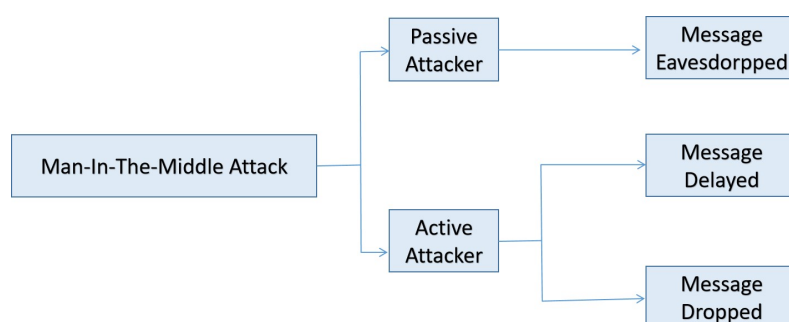 Passive
Attacker
Message
Eavesdorpped
Man-In-The-Middle Attack
Message
Delayed
Active
Attacker
Message
Dropped